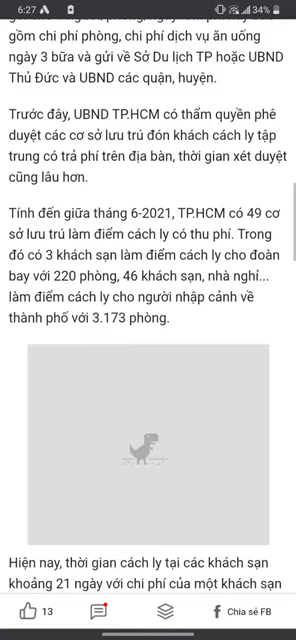 6:27
34%
gồm chi phí phòng, chi phí dịch vụ ăn uống
ngày 3 bữa và gửi về Sở Du lịch TP hoặc UBND
Thủ Đức và UBND các quận, huyện.
Trước đây, UBND TP.HCM có thẩm quyền phê
duyệt các cơ sở lưu trú đón khách cách ly tập
trung có trả phí trên địa bàn, thời gian xét duyệt
cũng lâu hơn.
Tính đến giữa tháng 6-2021, TP.HCM có 49 cơ
sở lưu trú làm điểm cách ly có thu phí. Trong
đó có 3 khách sạn làm điểm cách ly cho đoàn
bay với 220 phòng, 46 khách sạn, nhà nghỉ...
làm điểm cách ly cho người nhập cảnh về
thành phố với 3.173 phòng.
Hiện nay, thời gian cách ly tại các khách sạn
khoảng 21 ngày với chi phí của một khách sạn
13
Chia sẻ FB